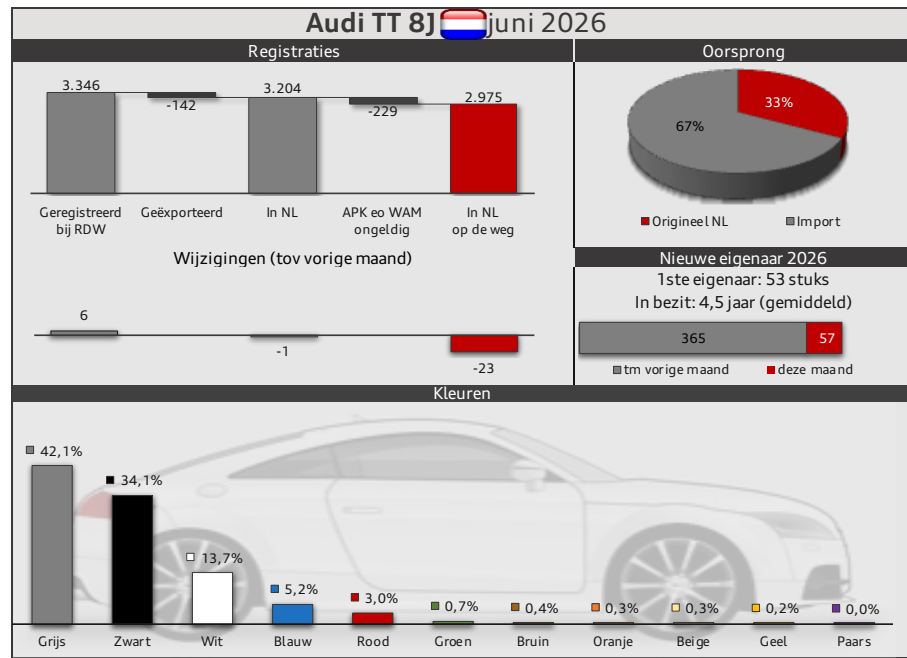 Audi TT 8J juni 2026
Registraties
3.346
-142
3.204
-229
2.975
Geregistreerd
bij RDW
Geëxporteerd
In NL
APK eo WAM
ongeldig
In NL
op de weg
Oorsprong
33%
67%
Origineel NL
Import
Wijzigingen (tov vorige maand)
6
-1
-23
Nieuwe eigenaar 2026
1ste eigenaar: 53 stuks
In bezit: 4,5 jaar (gemiddeld)
365
57
tm vorige maand
deze maand
Kleuren
42,1%
34,1%
13,7%
5,2%
3,0%
0,7%
0,4%
0,3%
0,3%
0,2%
0,0%
Grijs
Zwart
Wit
Blauw
Rood
Groen
Bruin
Oranje
Beige
Geel
Paars